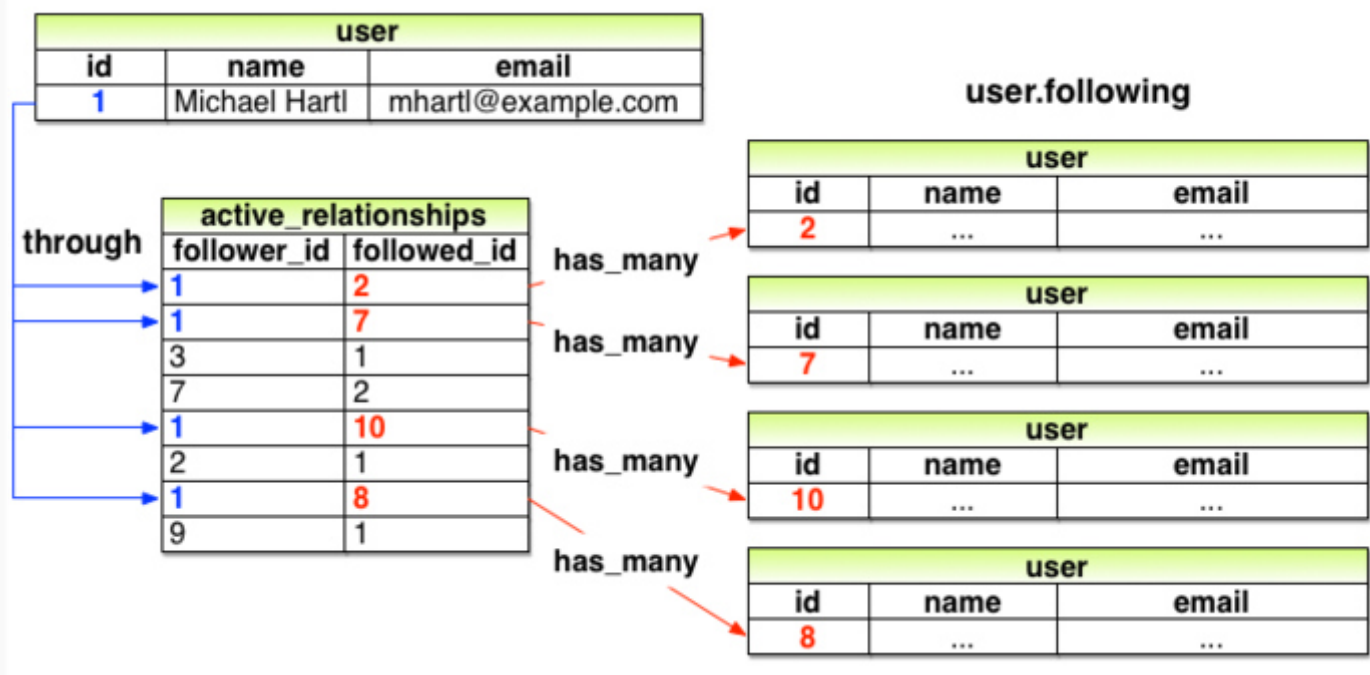 user
id name email
1 Michael Hartl mhartl@example.com
user.following
through
active_relationships
follower_id followed_id
1 2
1 7
3 1
7 2
1 10
2 1
1 8
9 1
has_many
has_many
has_many
has_many
user
id name email
2 ... ...
user
id name email
7 ... ...
user
id name email
10 ... ...
user
id name email
8 ... ...